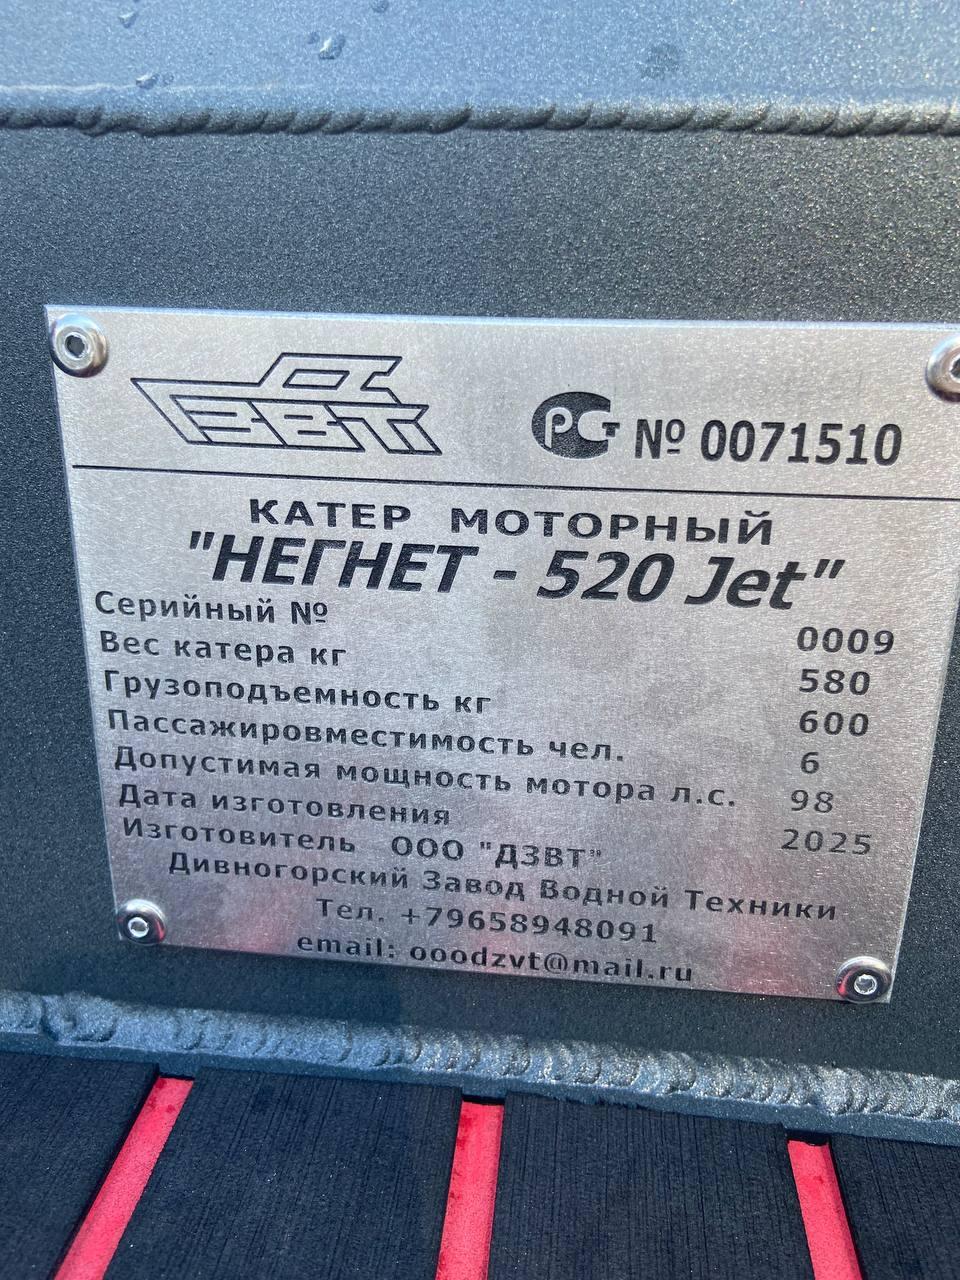 ДЗВТ
РСТ № 0071510
КАТЕР МОТОРНЫЙ
"НЕГНЕТ - 520 Jet"
Серийный № 0009
Вес катера кг 580
Грузоподъемность кг 600
Пассажировместимость чел. 6
Допустимая мощность мотора л.с. 98
Дата изготовления 2025
Изготовитель ООО "ДЗВТ"
Дивногорский Завод Водной Техники
Тел. +79658948091
email: ooodzvt@mail.ru